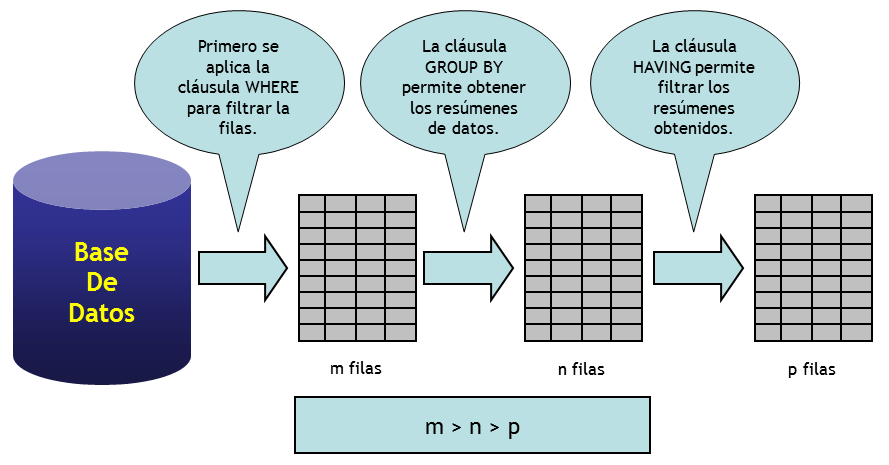 Primero se
aplica la
cláusula WHERE
para filtrar la
filas.
La cláusula
GROUP BY
permite obtener
los resúmenes
de datos.
La cláusula
HAVING permite
filtrar los
resúmenes
obtenidos.
Base
De
Datos
m filas
n filas
p filas
m > n > p